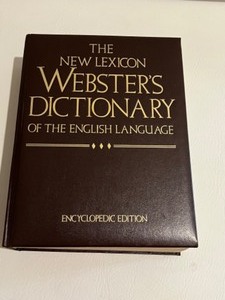 THE
NEW LEXICON
WEBSTER'S
DICTIONARY
OF THE ENGLISH LANGUAGE
ENCYCLOPEDIC EDITION